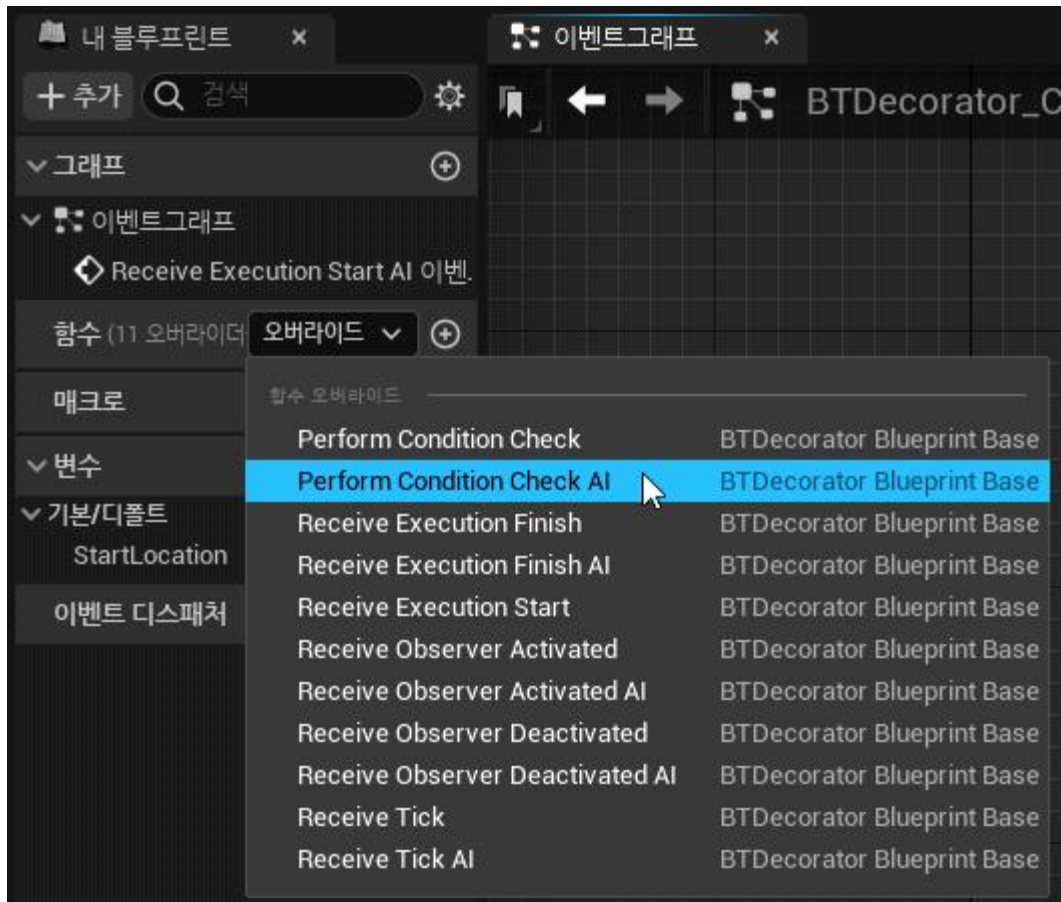 내 블루프린트
이벤트그래프
추가
검색
BTDecorator_C
그래프
이벤트그래프
Receive Execution Start AI 이벤.
함수 (11 오버라이더
오버라이드
매크로
함수 오버라이드
Perform Condition Check BTDecorator Blueprint Base
변수
Perform Condition Check AI BTDecorator Blueprint Base
기본/디폴트
Receive Execution Finish BTDecorator Blueprint Base
StartLocation
Receive Execution Finish AI BTDecorator Blueprint Base
이벤트 디스패처
Receive Execution Start BTDecorator Blueprint Base
Receive Observer Activated BTDecorator Blueprint Base
Receive Observer Activated AI BTDecorator Blueprint Base
Receive Observer Deactivated BTDecorator Blueprint Base
Receive Observer Deactivated AI BTDecorator Blueprint Base
Receive Tick BTDecorator Blueprint Base
Receive Tick AI BTDecorator Blueprint Base